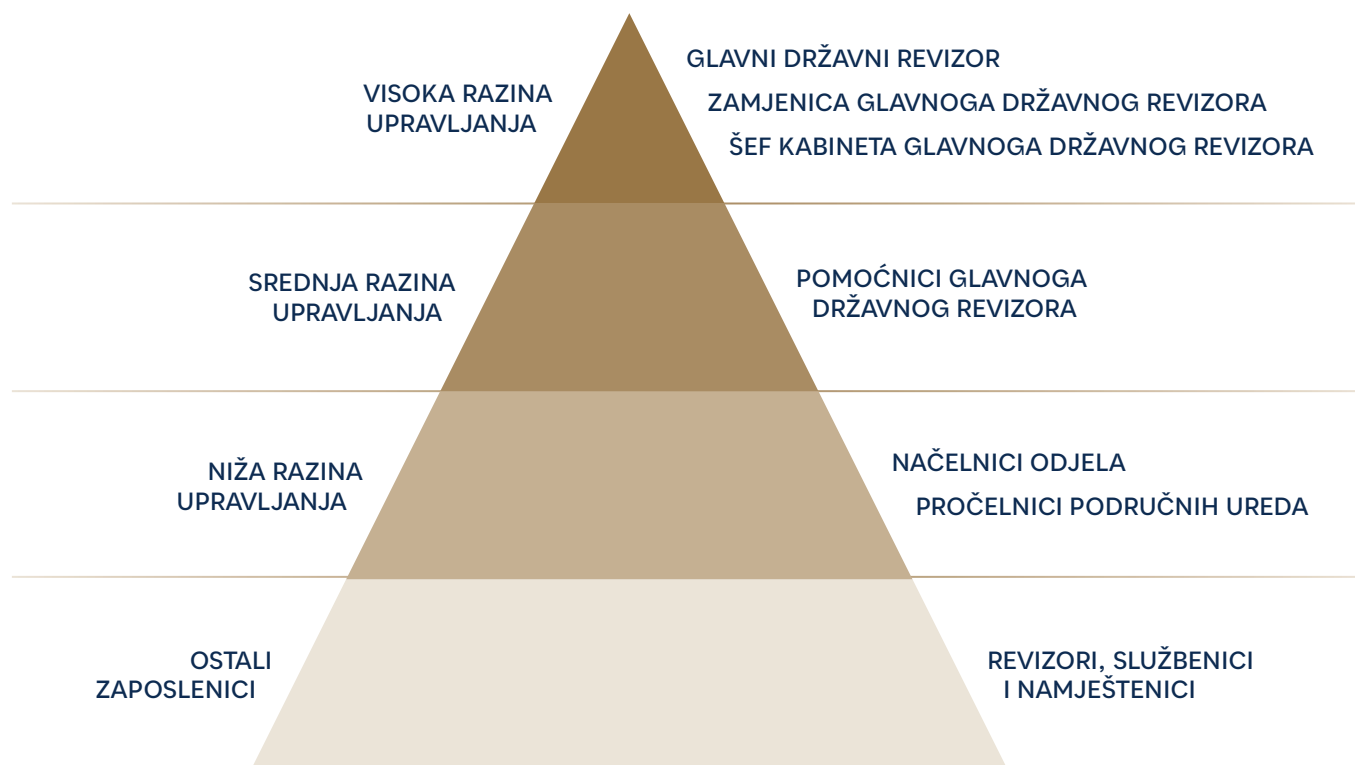 VISOKA RAZINA
UPRAVLJANJA
GLAVNI DRŽAVNI REVIZOR
ZAMJENICA GLAVNOGA DRŽAVNOG REVIZORA
ŠEF KABINETA GLAVNOGA DRŽAVNOG REVIZORA
SREDNJA RAZINA
UPRAVLJANJA
POMOĆNICI GLAVNOGA
DRŽAVNOG REVIZORA
NIŽA RAZINA
UPRAVLJANJA
NAČELNICI ODJELA
PROČELNICI PODRUČNIH UREDA
OSTALI
ZAPOSLENICI
REVIZORI, SLUŽBENICI
I NAMJEŠTENICI